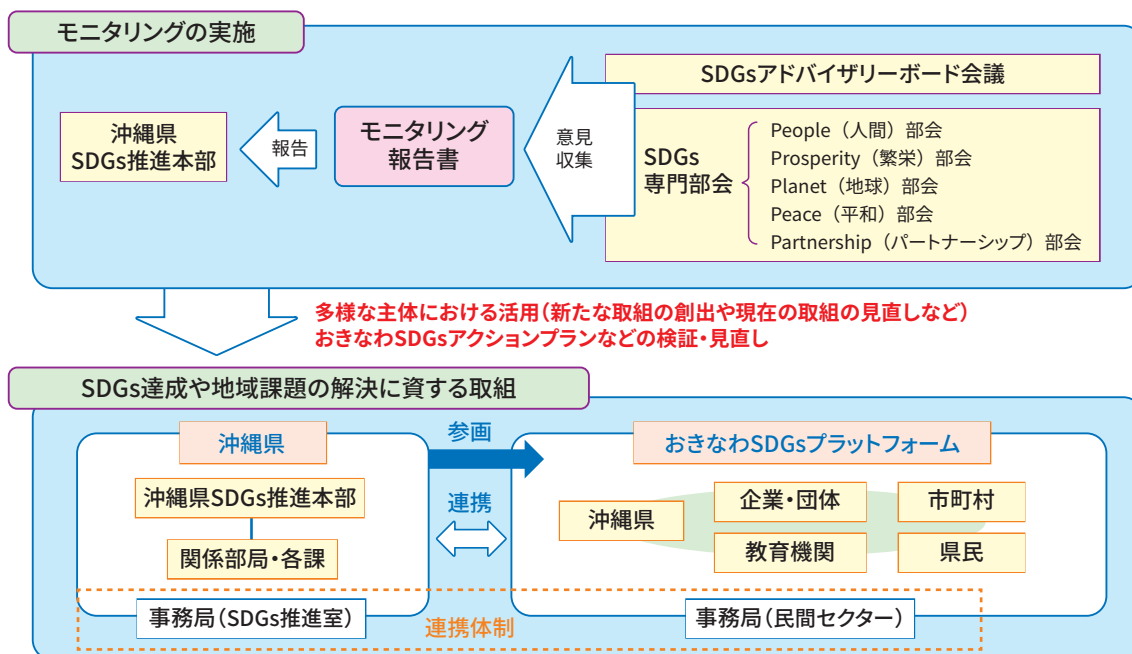 モニタリングの実施
SDGsアドバイザリーボード会議
沖縄県
SDGs推進本部
報告
モニタリング
報告書
意見
収集
SDGs
専門部会
People（人間）部会
Prosperity（繁栄）部会
Planet（地球）部会
Peace（平和）部会
Partnership（パートナーシップ）部会
多様な主体における活用（新たな取組の創出や現在の取組の見直しなど）
おきなわSDGsアクションプランなどの検証・見直し
SDGs達成や地域課題の解決に資する取組
沖縄県
沖縄県SDGs推進本部
関係部局・各課
事務局（SDGs推進室）
参画
連携
連携体制
おきなわSDGsプラットフォーム
沖縄県
企業・団体
市町村
教育機関
県民
事務局（民間セクター）